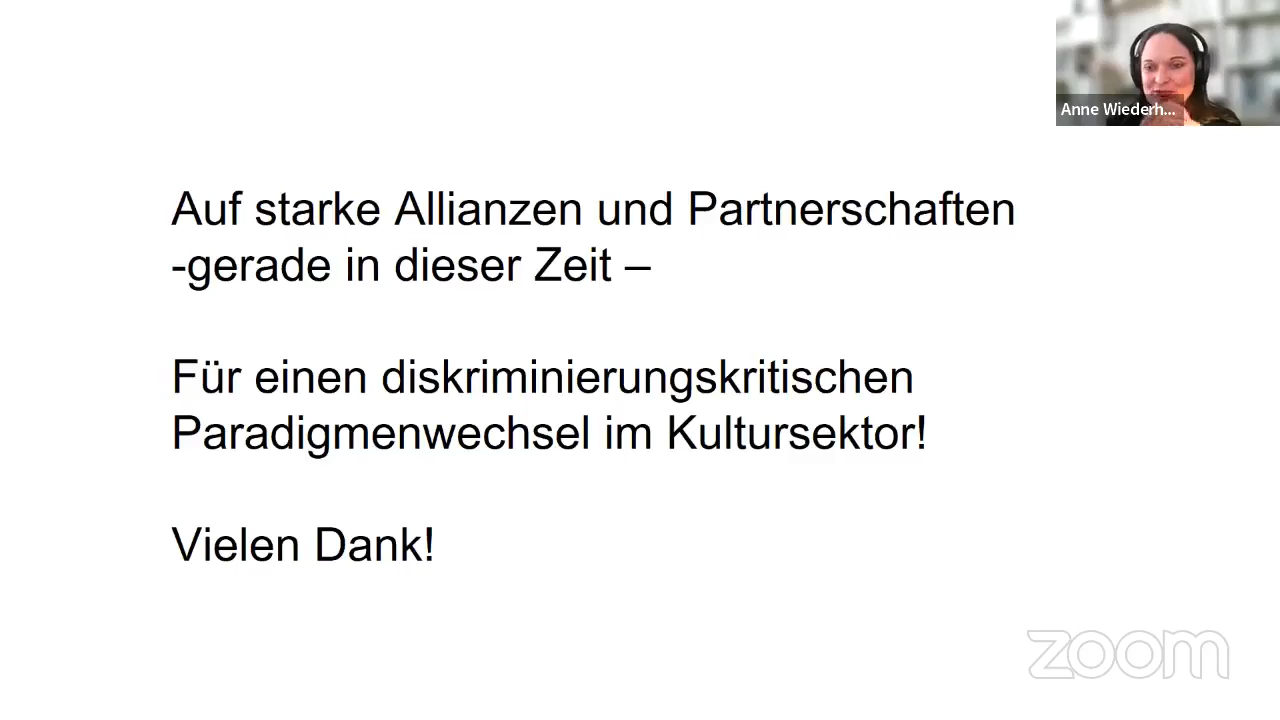 Anne Wiederh...
Auf starke Allianzen und Partnerschaften
-gerade in dieser Zeit –
Für einen diskriminierungskritischen
Paradigmenwechsel im Kultursektor!
Vielen Dank!
zoom